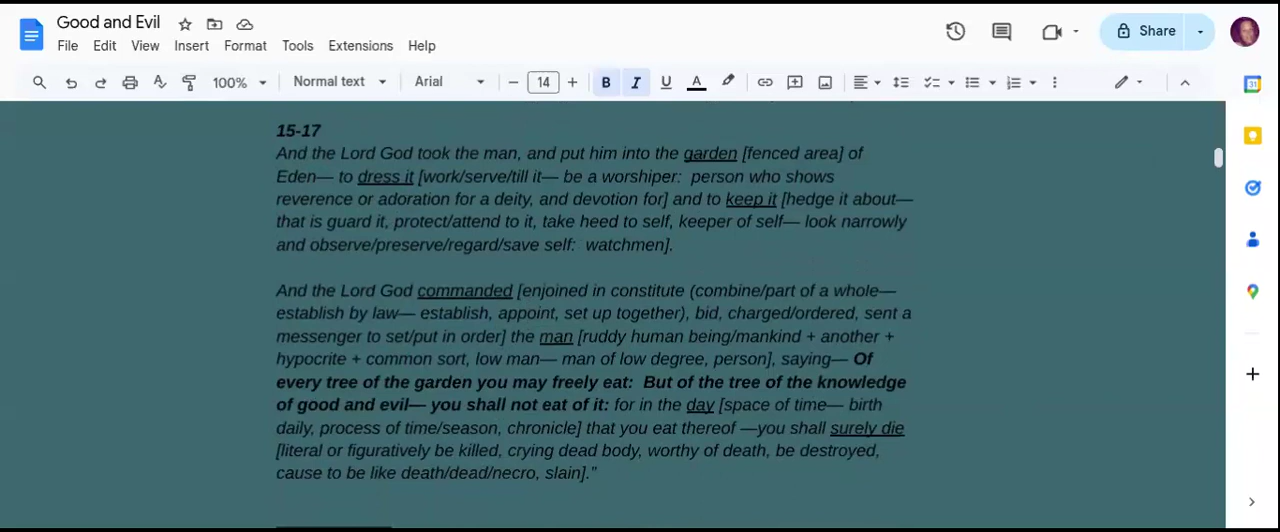 Good and Evil
File Edit View Insert Format Tools Extensions Help
Share
100% Normal text Arial 14 B I U A
31
15-17
And the Lord God took the man, and put him into the garden [fenced area] of
Eden— to dress it [work/serve/till it— be a worshiper: person who shows
reverence or adoration for a deity, and devotion for] and to keep it [hedge it about—
that is guard it, protect/attend to it, take heed to self, keeper of self— look narrowly
and observe/preserve/regard/save self: watchmen].
And the Lord God commanded [enjoined in constitute (combine/part of a whole—
establish by law— establish, appoint, set up together), bid, charged/ordered, sent a
messenger to set/put in order] the man [ruddy human being/mankind + another +
hypocrite + common sort, low man— man of low degree, person], saying— Of
every tree of the garden you may freely eat: But of the tree of the knowledge
of good and evil— you shall not eat of it: for in the day [space of time— birth
daily, process of time/season, chronicle] that you eat thereof —you shall surely die
[literal or figuratively be killed, crying dead body, worthy of death, be destroyed,
cause to be like death/dead/necro, slain].”